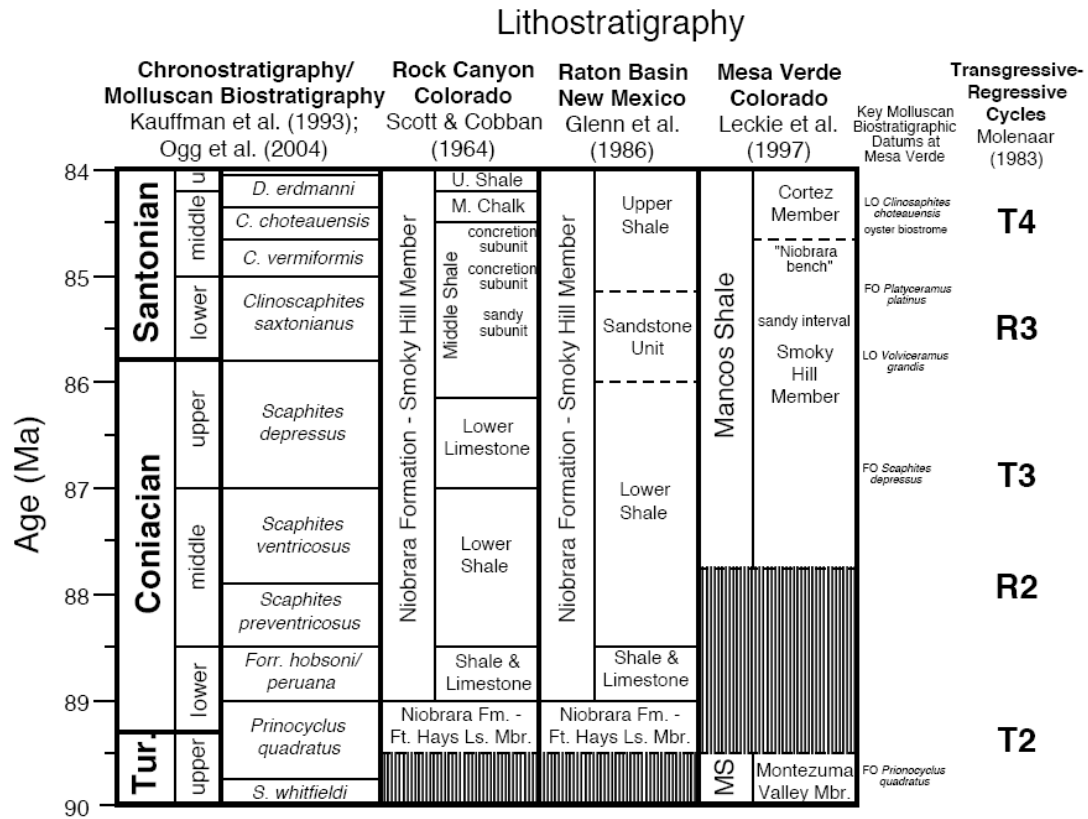 Lithostratigraphy
Chronostratigraphy/
Molluscan Biostratigraphy
Kauffman et al. (1993);
Ogg et al. (2004)
Rock Canyon
Colorado
Scott & Cobban
(1964)
Raton Basin
New Mexico
Glenn et al.
(1986)
Mesa Verde
Colorado
Leckie et al.
(1997)
Key Molluscan
Biostratigraphic
Datums at
Mesa Verde
Transgressive-
Regressive
Cycles
Molenaar
(1983)
Age (Ma)
84
85
86
87
88
89
90
Santonian
Coniacian
Tur.
u
middle
lower
upper
middle
lower
upper
D. erdmanni
C. choteauensis
C. vermiformis
Clinoscaphites
saxtonianus
Scaphites
depressus
Scaphites
ventricosus
Scaphites
preventricosus
Forr. hobsoni/
peruana
Prinocyclus
quadratus
S. whitfieldi
Niobrara Formation - Smoky Hill Member
U. Shale
M. Chalk
Middle Shale
concretion
subunit
concretion
subunit
sandy
subunit
Lower
Limestone
Lower
Shale
Shale &
Limestone
Niobrara Fm. -
Ft. Hays Ls. Mbr.
Niobrara Formation - Smoky Hill Member
Upper
Shale
Sandstone
Unit
Lower
Shale
Shale &
Limestone
Niobrara Fm. -
Ft. Hays Ls. Mbr.
Mancos Shale
Cortez
Member
"Niobrara
bench"
sandy interval
Smoky
Hill
Member
MS
Montezuma
Valley Mbr.
LO Clinosaphites
choteauensis
oyster biostrome
FO Platyceramus
platinus
LO Volviceramus
grandis
FO Scaphites
depressus
FO Prionocyclus
quadratus
T4
R3
T3
R2
T2